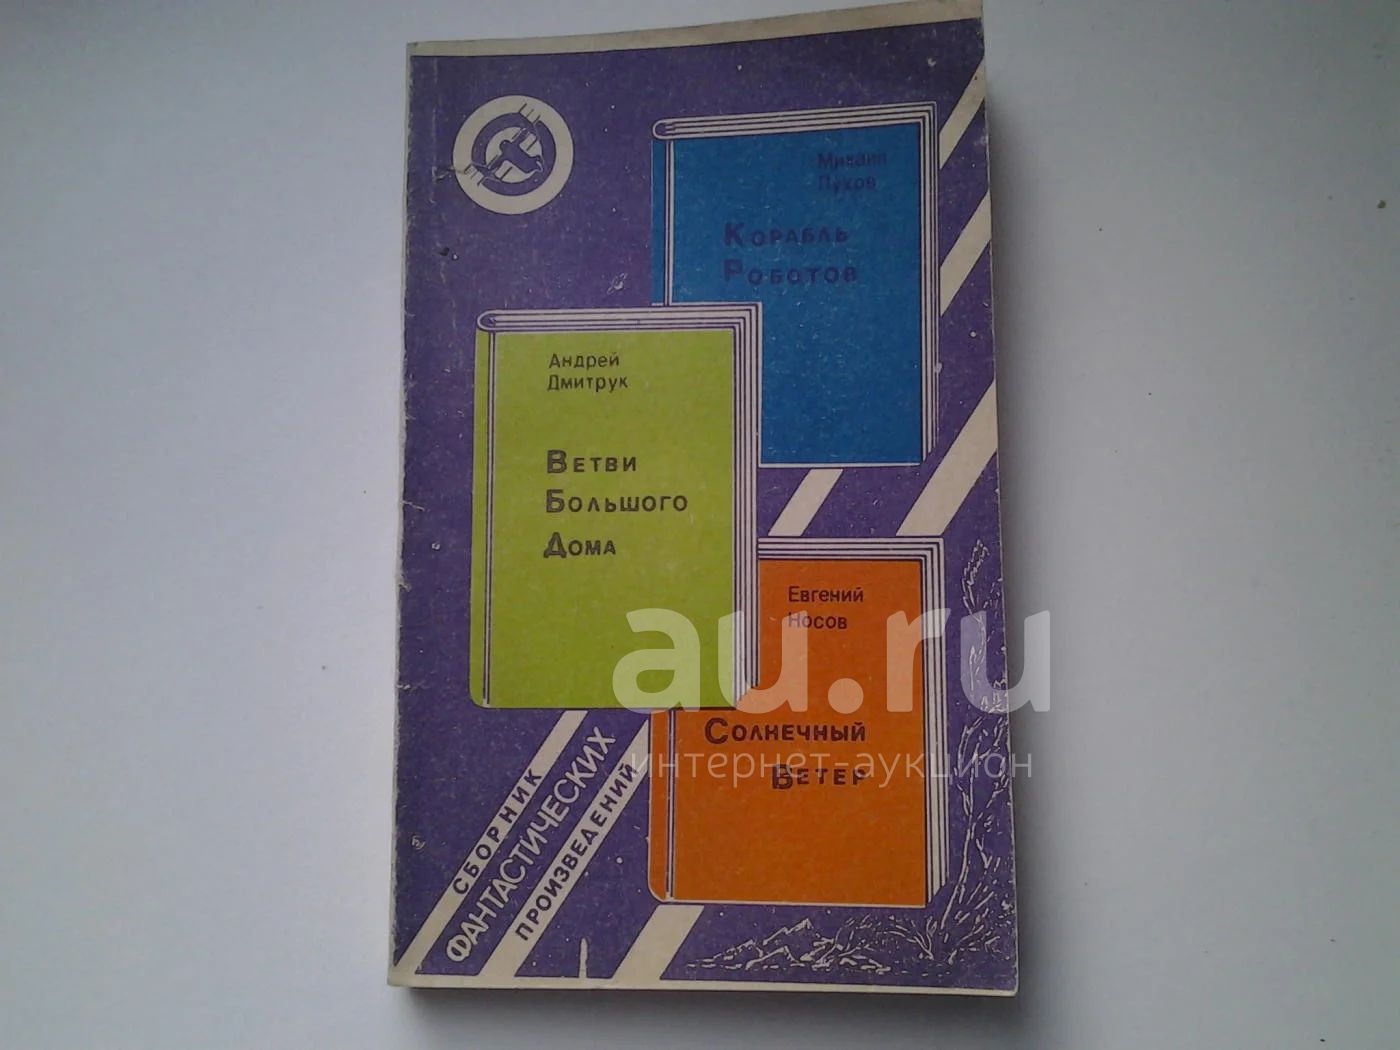 Михаил
Пухов
Корабль
Роботов
Андрей
Дмитрук
Ветви
Большого
Дома
Евгений
Носов
Солнечный
Ветер
СБОРНИК
ФАНТАСТИЧЕСКИХ
ПРОИЗВЕДЕНИЙ
au.ru
интернет-аукцион